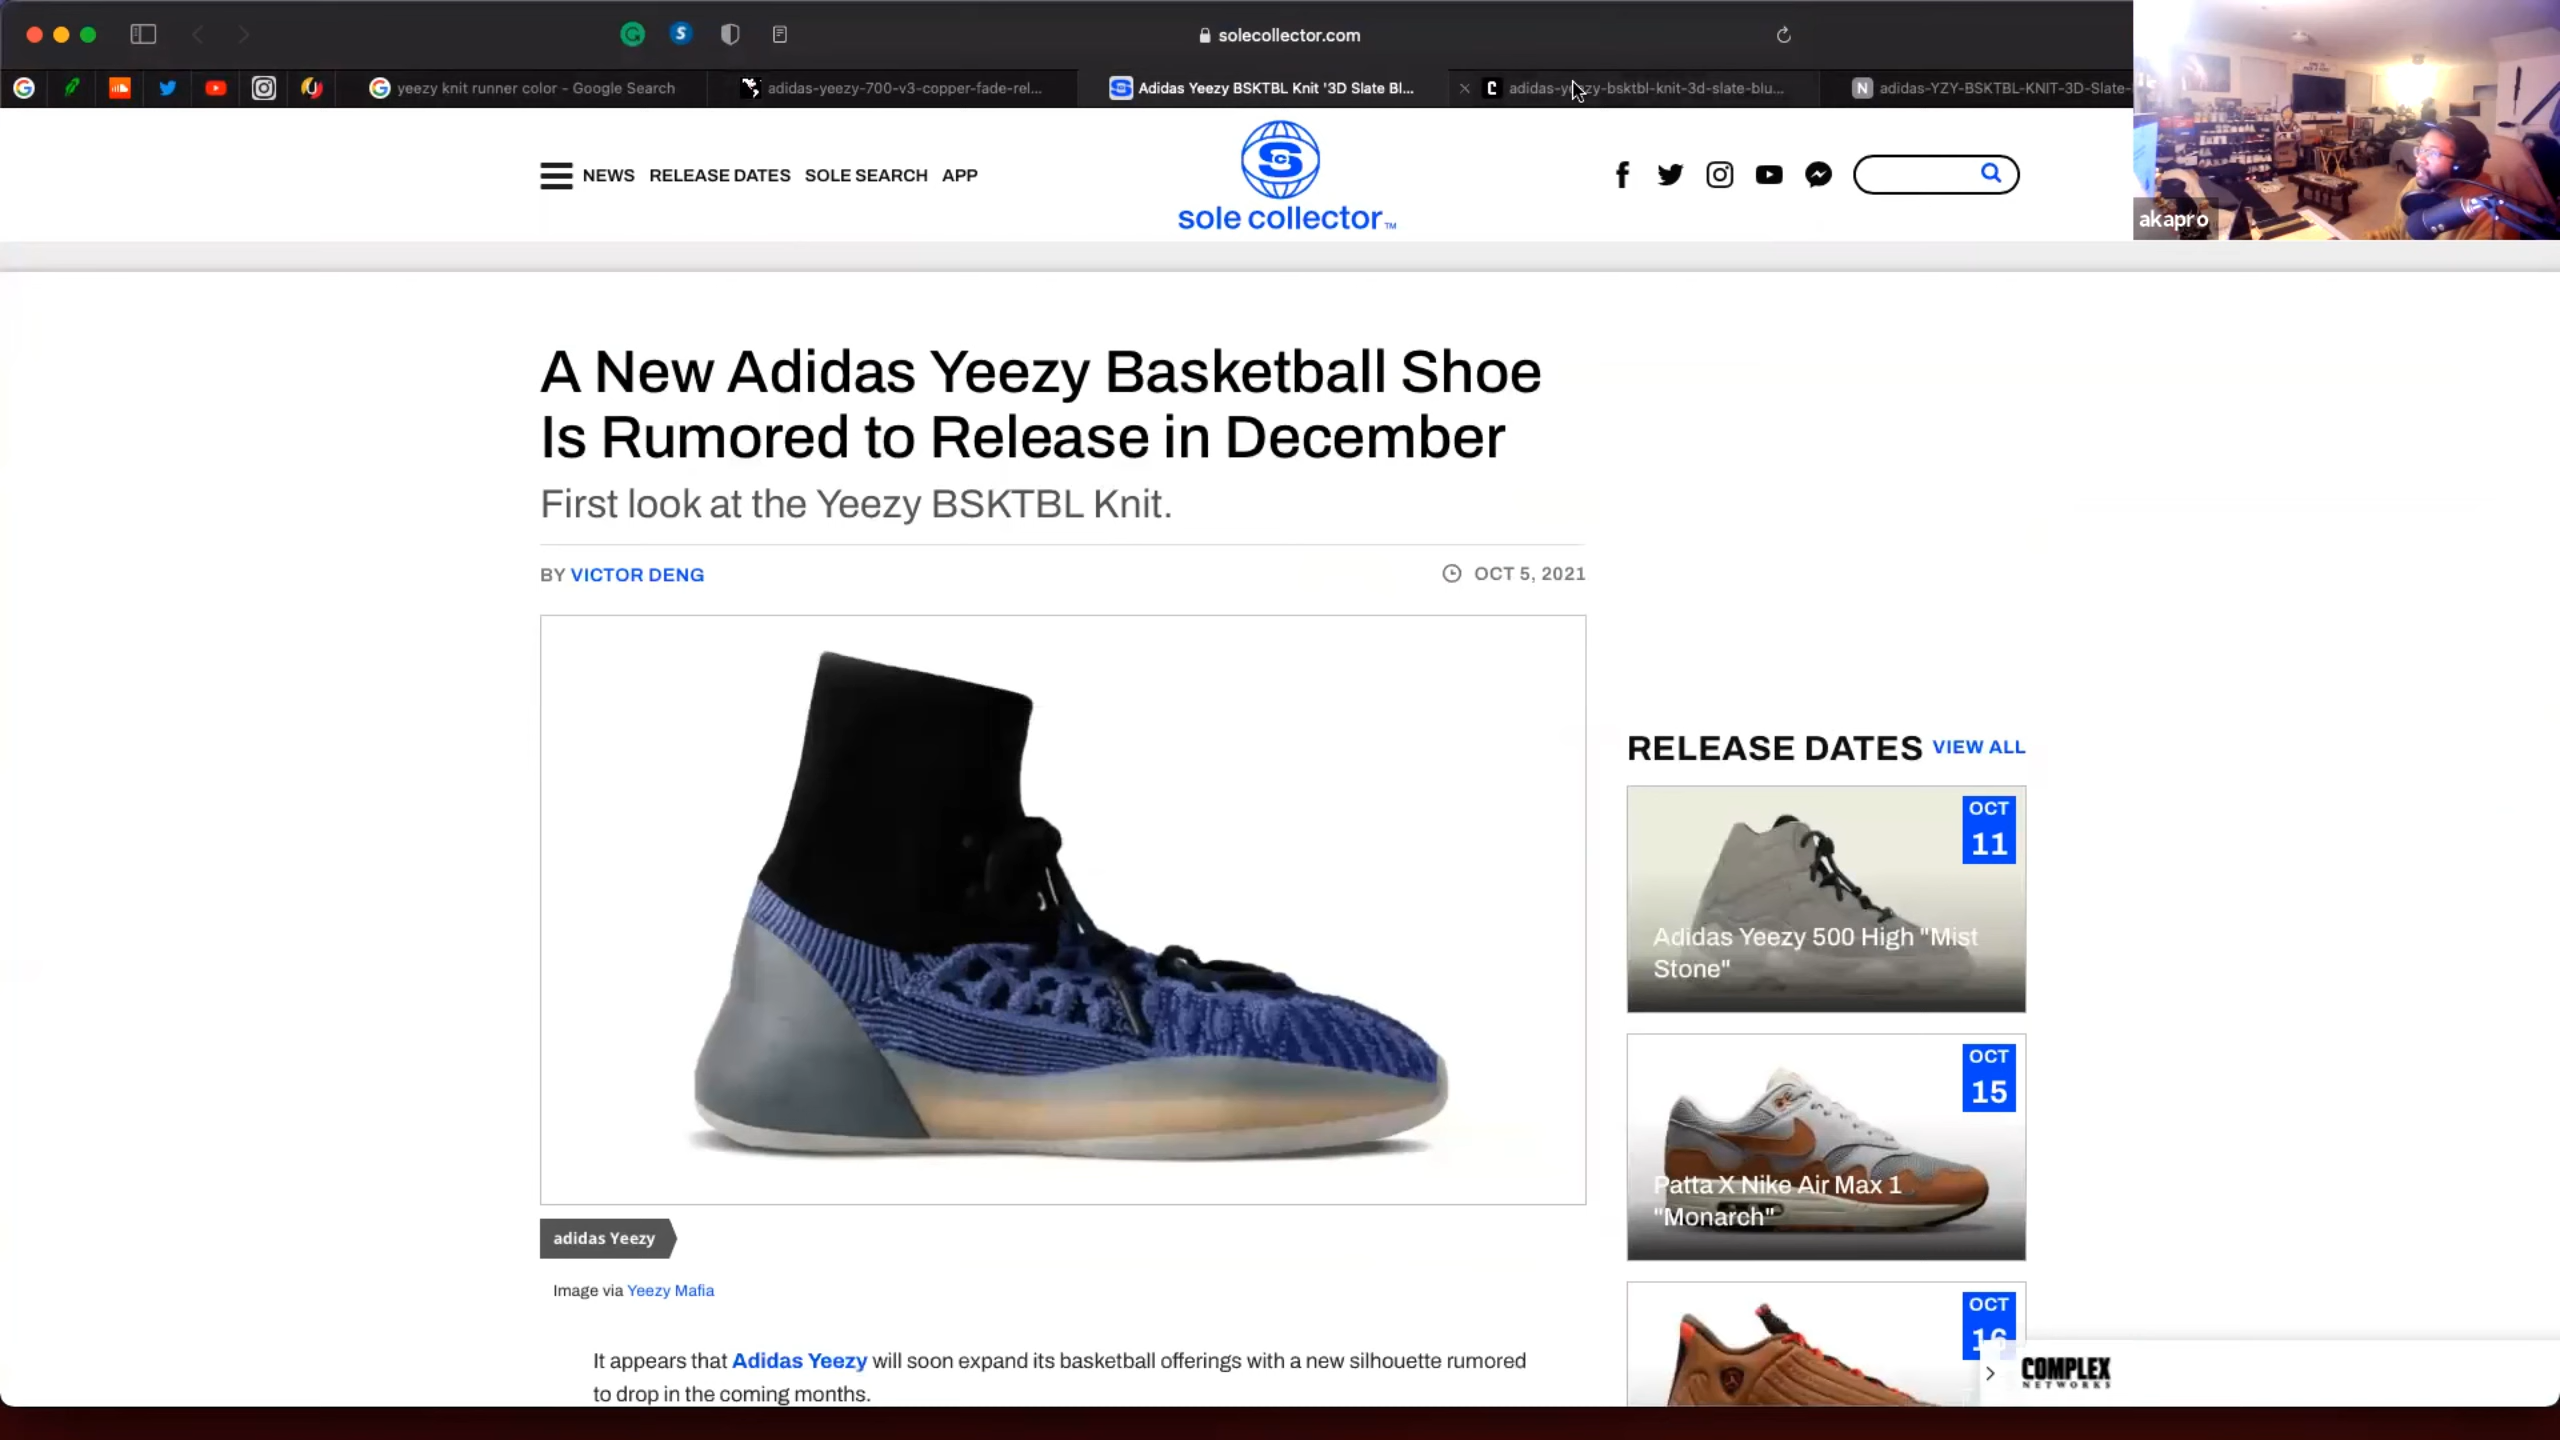 solecollector.com
yeezy knit runner color - Google Search
adidas-yeezy-700-v3-copper-fade-rel...
Adidas Yeezy BSKTBL Knit '3D Slate Bl...
adidas-yeezy-bsktbl-knit-3d-slate-blu...
adidas-YZY-BSKTBL-KNIT-3D-Slate-
akapro
NEWS RELEASE DATES SOLE SEARCH APP
sole collector™
A New Adidas Yeezy Basketball Shoe
Is Rumored to Release in December
First look at the Yeezy BSKTBL Knit.
BY VICTOR DENG
OCT 5, 2021
adidas Yeezy
Image via Yeezy Mafia
It appears that Adidas Yeezy will soon expand its basketball offerings with a new silhouette rumored
to drop in the coming months.
RELEASE DATES VIEW ALL
OCT
11
Adidas Yeezy 500 High "Mist
Stone"
OCT
15
Patta X Nike Air Max 1
"Monarch"
OCT
16
COMPLEX
NETWORKS